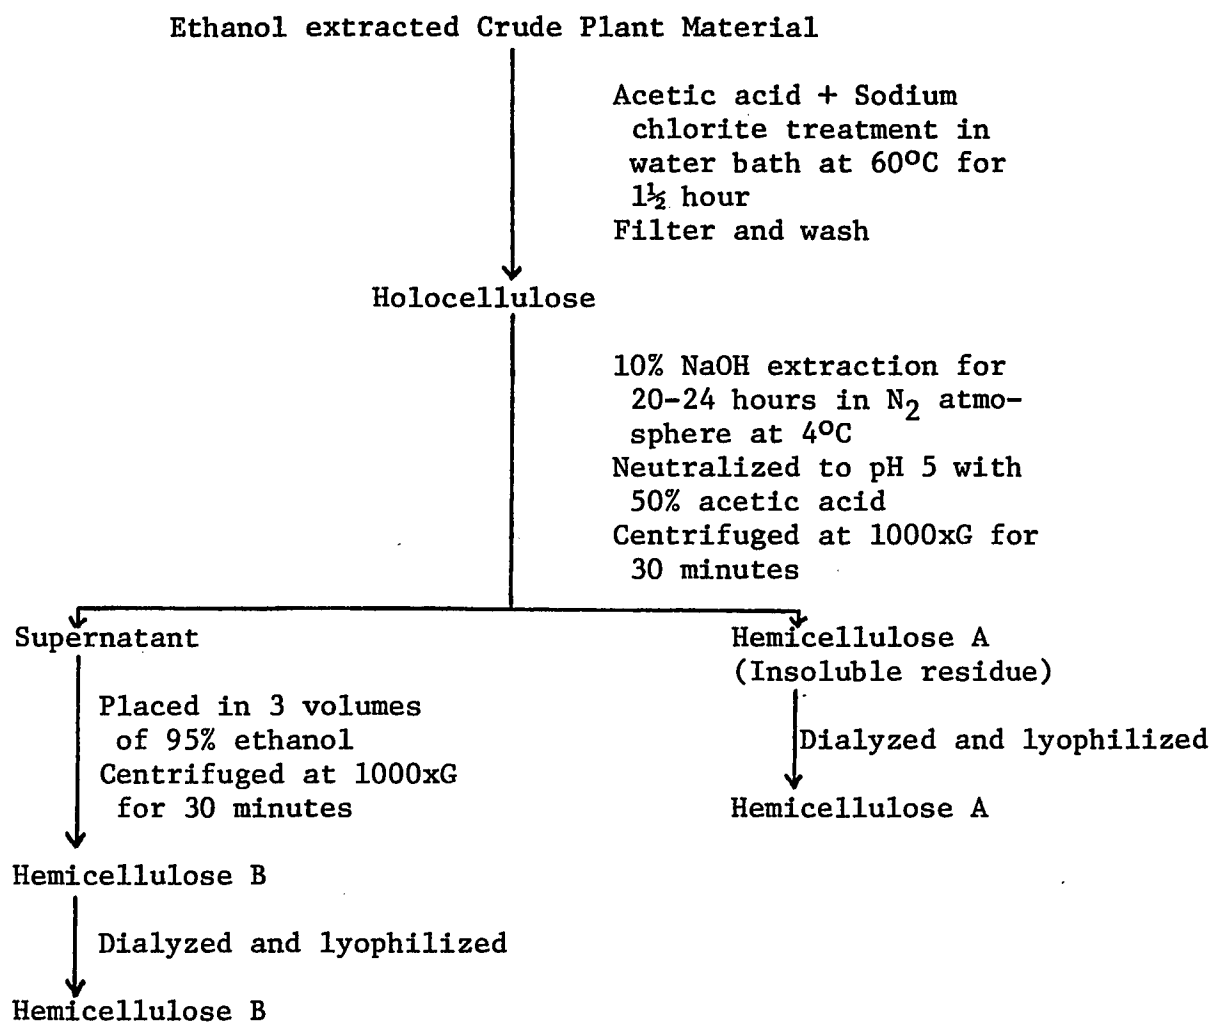 Ethanol extracted Crude Plant Material
Acetic acid + Sodium
chlorite treatment in
water bath at 60°C for
1½ hour
Filter and wash
Holocellulose
10% NaOH extraction for
20-24 hours in N₂ atmo-
sphere at 4°C
Neutralized to pH 5 with
50% acetic acid
Centrifuged at 1000xG for
30 minutes
Supernatant
Placed in 3 volumes
of 95% ethanol
Centrifuged at 1000xG
for 30 minutes
Hemicellulose B
Dialyzed and lyophilized
Hemicellulose B
Hemicellulose A
(Insoluble residue)
Dialyzed and lyophilized
Hemicellulose A